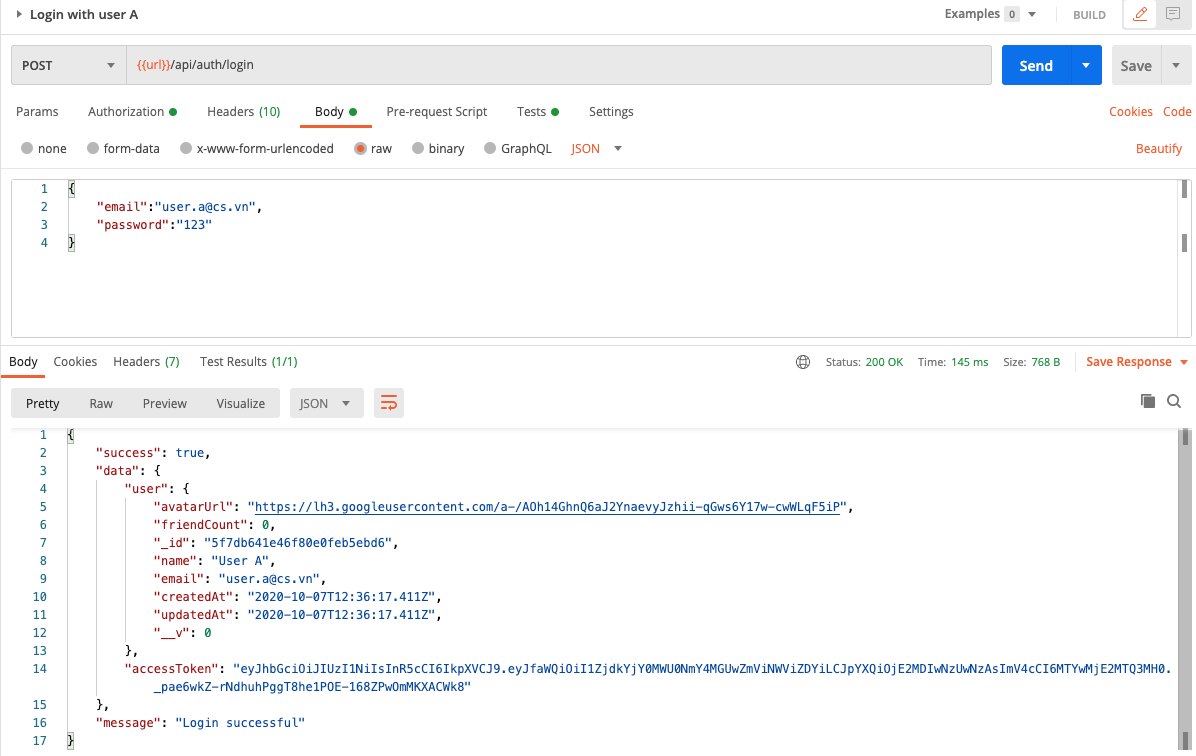 Login with user A Examples 0 BUILD
POST {{url}}/api/auth/login Send Save
Params Authorization Headers (10) Body Pre-request Script Tests Settings Cookies Code
none form-data x-www-form-urlencoded raw binary GraphQL JSON Beautify
1 {
2 "email":"user.a@cs.vn",
3 "password":"123"
4 }
Body Cookies Headers (7) Test Results (1/1) Status: 200 OK Time: 145 ms Size: 768 B Save Response
Pretty Raw Preview Visualize JSON
1 {
2 "success": true,
3 "data": {
4 "user": {
5 "avatarUrl": "https://lh3.googleusercontent.com/a-/AOh14GhnQ6aJ2YnaevyJzhii-qGws6Y17w-cwWLqF5iP",
6 "friendCount": 0,
7 "_id": "5f7db641e46f80e0feb5ebd6",
8 "name": "User A",
9 "email": "user.a@cs.vn",
10 "createdAt": "2020-10-07T12:36:17.411Z",
11 "updatedAt": "2020-10-07T12:36:17.411Z",
12 "__v": 0
13 },
14 "accessToken": "eyJhbGciOiJIUzI1NiIsInR5cCI6IkpXVCJ9.eyJfaWQiOiI1ZjdkYjY0MWU0NmY4MGUwZmViNWViZDYiLCJpYXQiOjE2MDIwNzUwNzAsImV4cCI6MTYwMjE2MTQ3MH0.
_pae6wkZ-rNdhuhPggT8he1POE-168ZPwOmMKXACWk8"
15 },
16 "message": "Login successful"
17 }